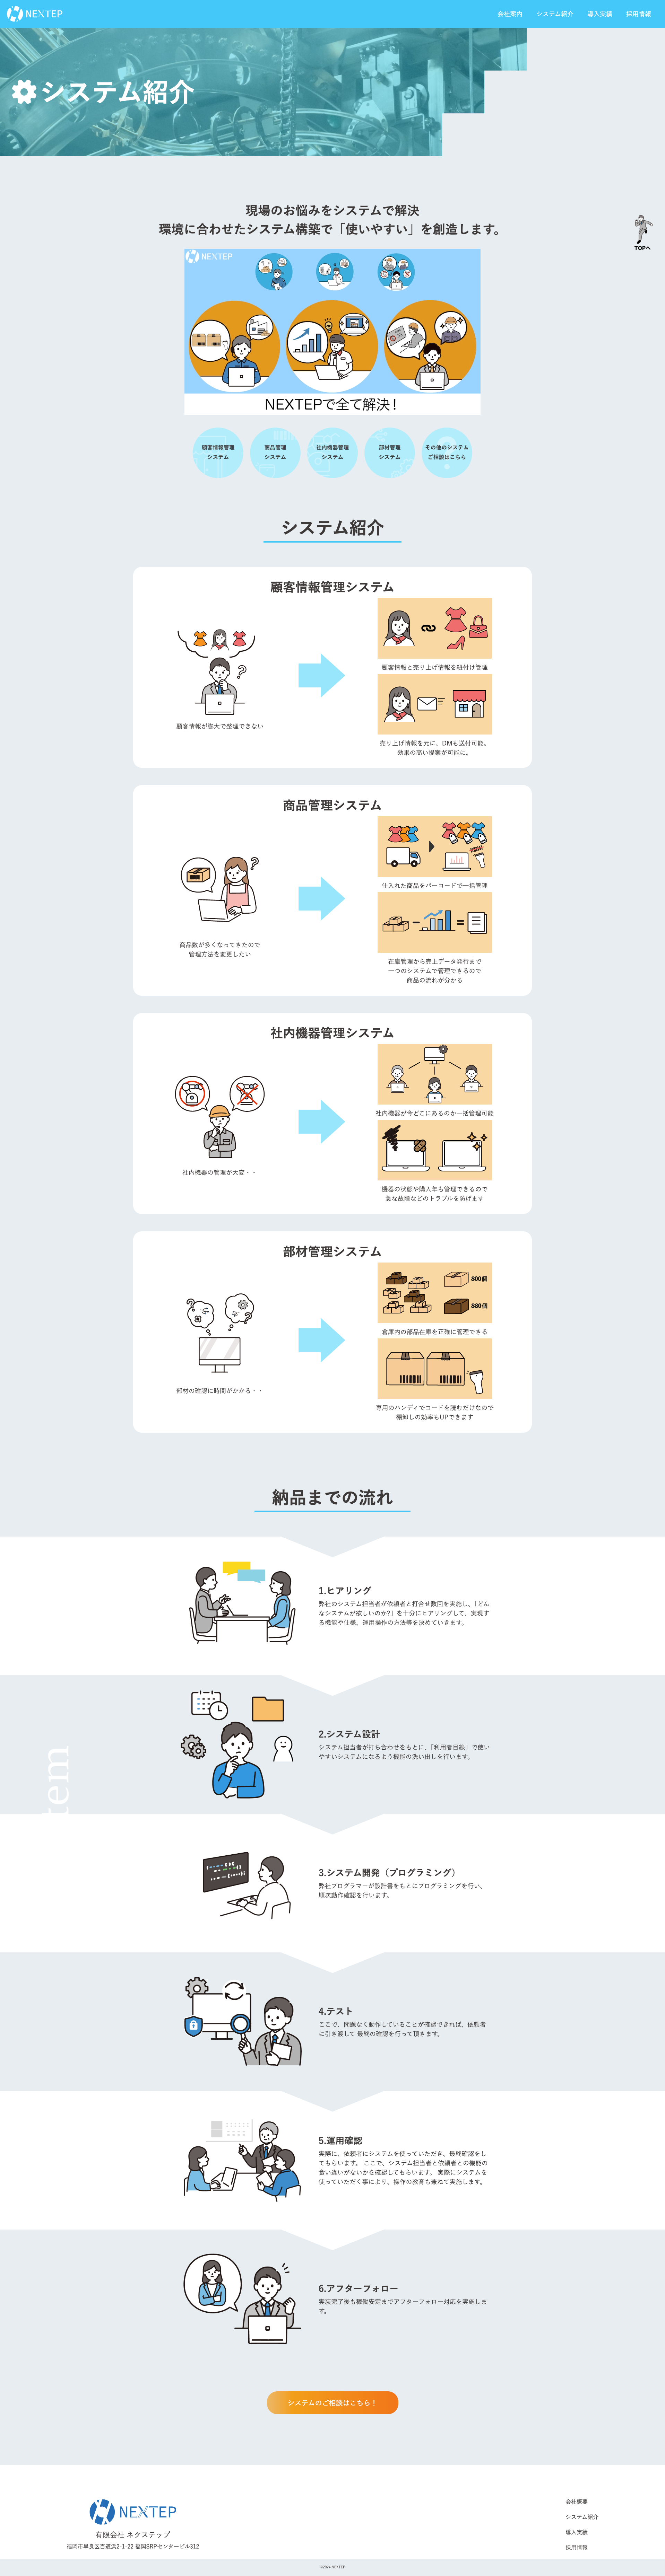 NEXTEP
会社案内 システム紹介 導入実績 採用情報
システム紹介
現場のお悩みをシステムで解決
環境に合わせたシステム構築で「使いやすい」を創造します。
TOPへ
NEXTEP
NEXTEPで全て解決！
顧客情報管理
システム
商品管理
システム
社内機器管理
システム
部材管理
システム
その他のシステム
ご相談はこちら
システム紹介
顧客情報管理システム
顧客情報が膨大で整理できない
顧客情報と売り上げ情報を紐付け管理
売り上げ情報を元に、DMも送付可能。
効果の高い提案が可能に。
商品管理システム
商品数が多くなってきたので
管理方法を変更したい
仕入れた商品をバーコードで一括管理
在庫管理から売上データ発行まで
一つのシステムで管理できるので
商品の流れが分かる
社内機器管理システム
社内機器の管理が大変・・
社内機器が今どこにあるのか一括管理可能
機器の状態や購入年も管理できるので
急な故障などのトラブルを防げます
部材管理システム
部材の確認に時間がかかる・・
800個
880個
倉庫内の部品在庫を正確に管理できる
専用のハンディでコードを読むだけなので
棚卸しの効率もUPできます
納品までの流れ
1.ヒアリング
弊社のシステム担当者が依頼者と打合せ数回を実施し、「どん
なシステムが欲しいのか?」を十分にヒアリングして、実現す
る機能や仕様、運用操作の方法等を決めていきます。
tem
2.システム設計
システム担当者が打ち合わせをもとに、「利用者目線」で使い
やすいシステムになるよう機能の洗い出しを行います。
3.システム開発（プログラミング）
弊社プログラマーが設計書をもとにプログラミングを行い、
順次動作確認を行います。
4.テスト
ここで、問題なく動作していることが確認できれば、依頼者
に引き渡して 最終の確認を行って頂きます。
5.運用確認
実際に、依頼者にシステムを使っていただき、最終確認をし
てもらいます。 ここで、システム担当者と依頼者との機能の
食い違いがないかを確認してもらいます。 実際にシステムを
使っていただく事により、操作の教育も兼ねて実施します。
6.アフターフォロー
実装完了後も稼働安定までアフターフォロー対応を実施しま
す。
システムのご相談はこちら！
NEXTEP
有限会社 ネクステップ
福岡市早良区百道浜2-1-22 福岡SRPセンタービル312
会社概要
システム紹介
導入実績
採用情報
©2024 NEXTEP